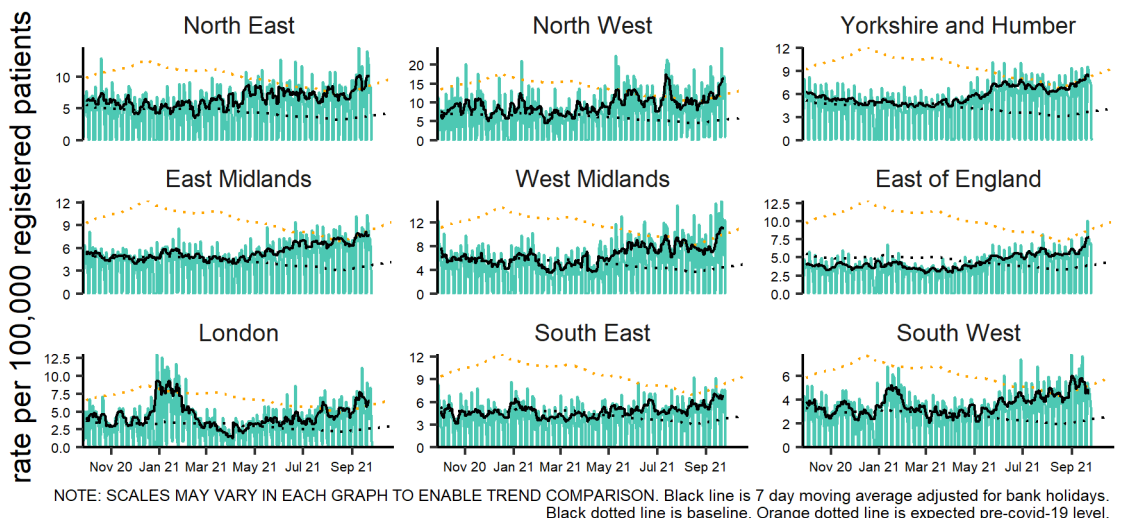 rate per 100,000 registered patients
North East
North West
Yorkshire and Humber
10
5
0
20
15
10
5
0
12
9
6
3
0
East Midlands
West Midlands
East of England
12
9
6
3
0
12
8
4
0
12.5
10.0
7.5
5.0
2.5
0.0
London
South East
South West
12.5
10.0
7.5
5.0
2.5
0.0
12
9
6
3
0
6
4
2
0
Nov 20 Jan 21 Mar 21 May 21 Jul 21 Sep 21
Nov 20 Jan 21 Mar 21 May 21 Jul 21 Sep 21
Nov 20 Jan 21 Mar 21 May 21 Jul 21 Sep 21
NOTE: SCALES MAY VARY IN EACH GRAPH TO ENABLE TREND COMPARISON. Black line is 7 day moving average adjusted for bank holidays.
Black dotted line is baseline. Orange dotted line is expected pre-covid-19 level.